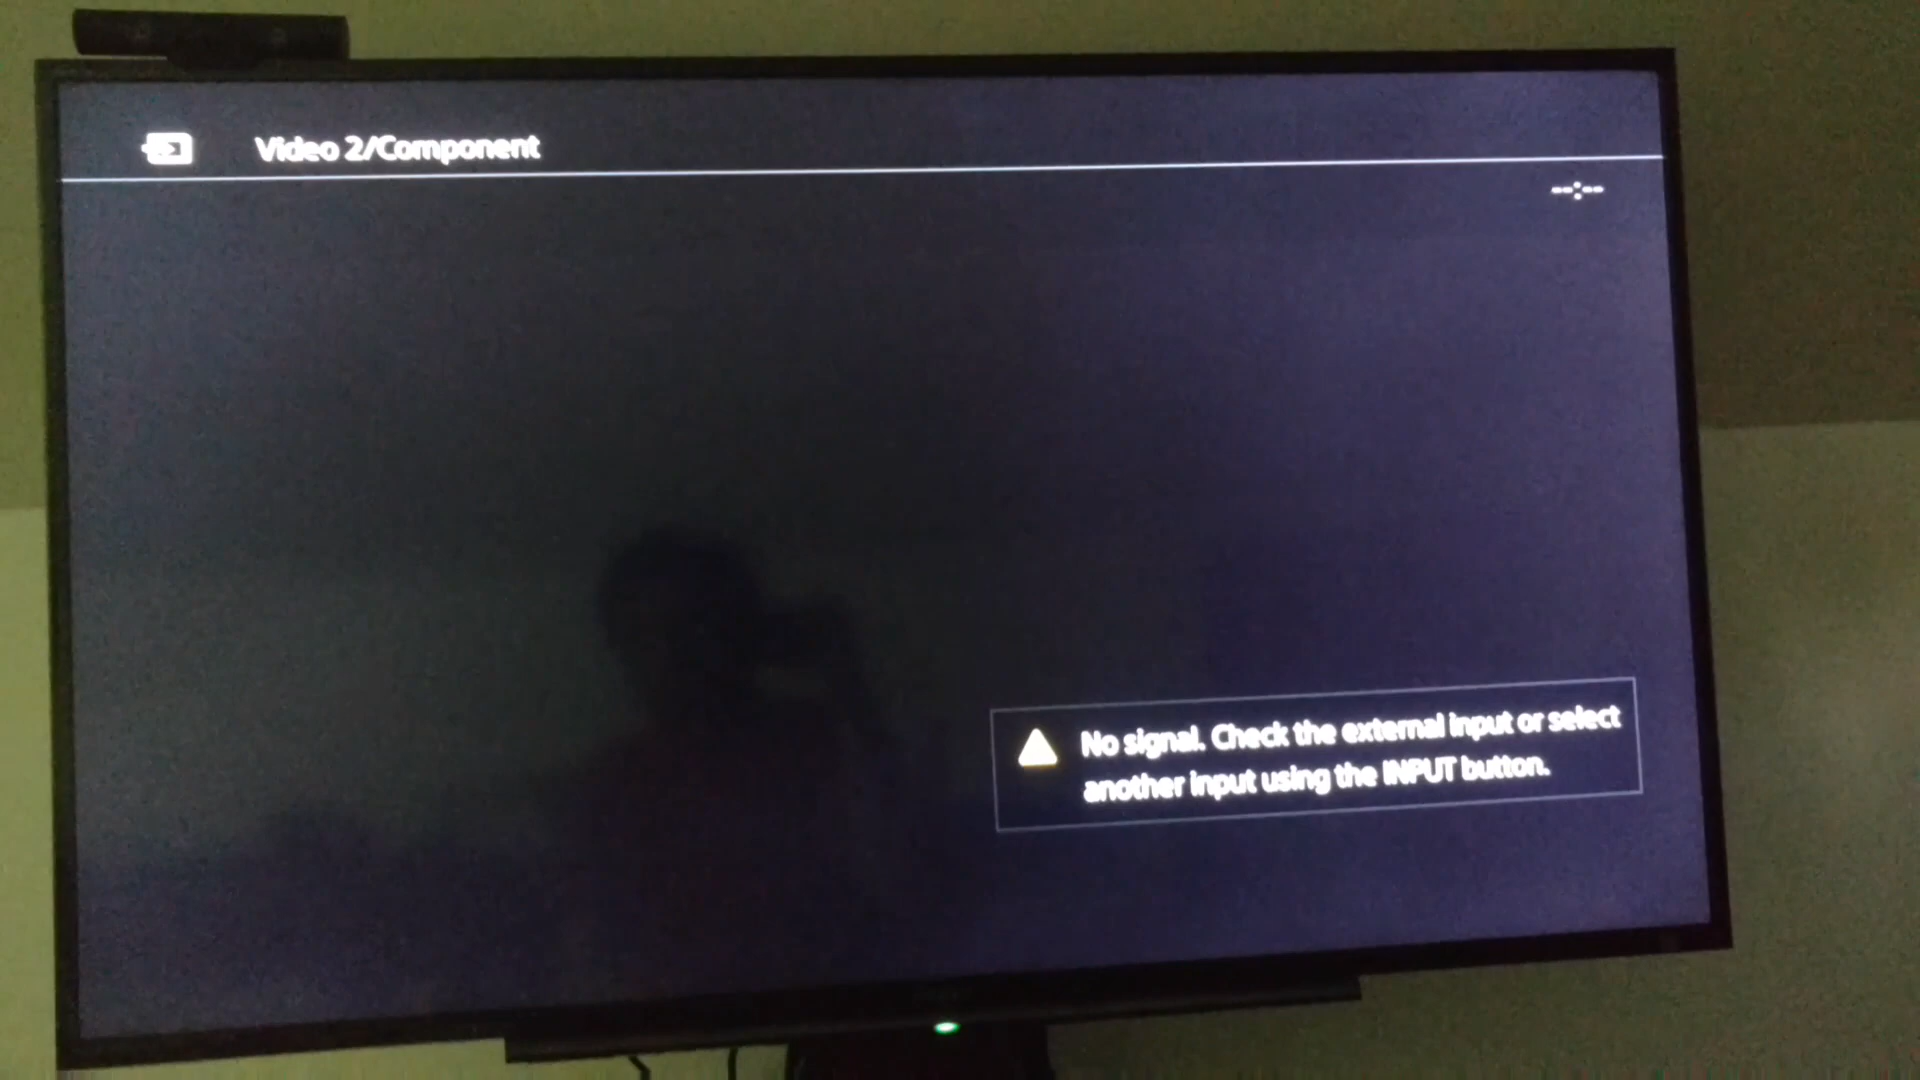 Video 2/Component
--:--
No signal. Check the external input or select
another input using the INPUT button.